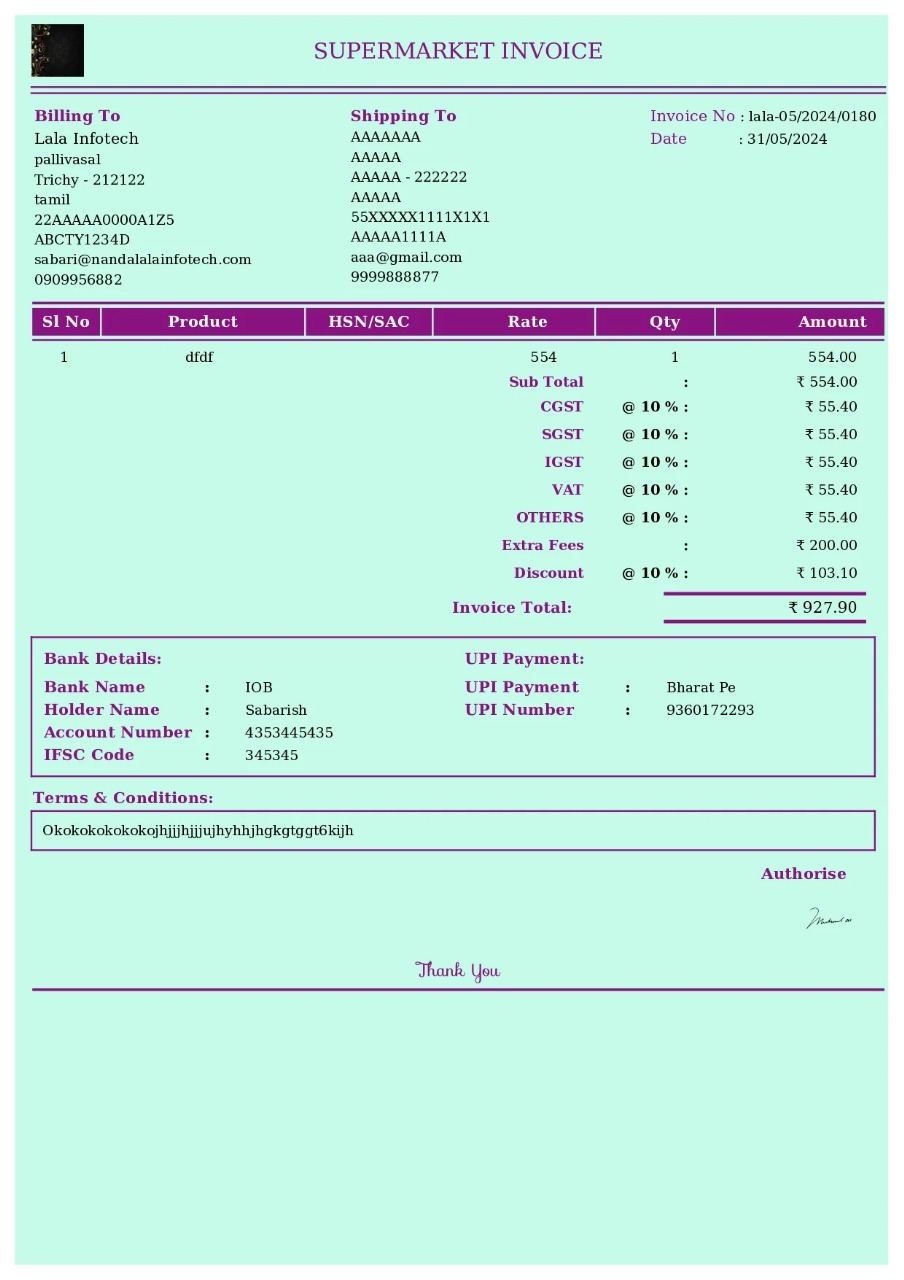 SUPERMARKET INVOICE
Billing To
Lala Infotech
pallivasal
Trichy - 212122
tamil
22AAAAA0000A1Z5
ABCTY1234D
sabari@nandalalainfotech.com
0909956882
Shipping To
AAAAAAA
AAAAA
AAAAA - 222222
AAAAA
55XXXXX1111X1X1
AAAAA1111A
aaa@gmail.com
9999888877
Invoice No : lala-05/2024/0180
Date : 31/05/2024
Sl No Product HSN/SAC Rate Qty Amount
1 dfdf 554 1 554.00
Sub Total : ₹ 554.00
CGST @ 10 % : ₹ 55.40
SGST @ 10 % : ₹ 55.40
IGST @ 10 % : ₹ 55.40
VAT @ 10 % : ₹ 55.40
OTHERS @ 10 % : ₹ 55.40
Extra Fees : ₹ 200.00
Discount @ 10 % : ₹ 103.10
Invoice Total: ₹ 927.90
Bank Details:
Bank Name : IOB
Holder Name : Sabarish
Account Number : 4353445435
IFSC Code : 345345
UPI Payment:
UPI Payment : Bharat Pe
UPI Number : 9360172293
Terms & Conditions:
Okokokokokokojhjjjhjjjujhyhhjhgkgtggt6kijh
Authorise
Thank You